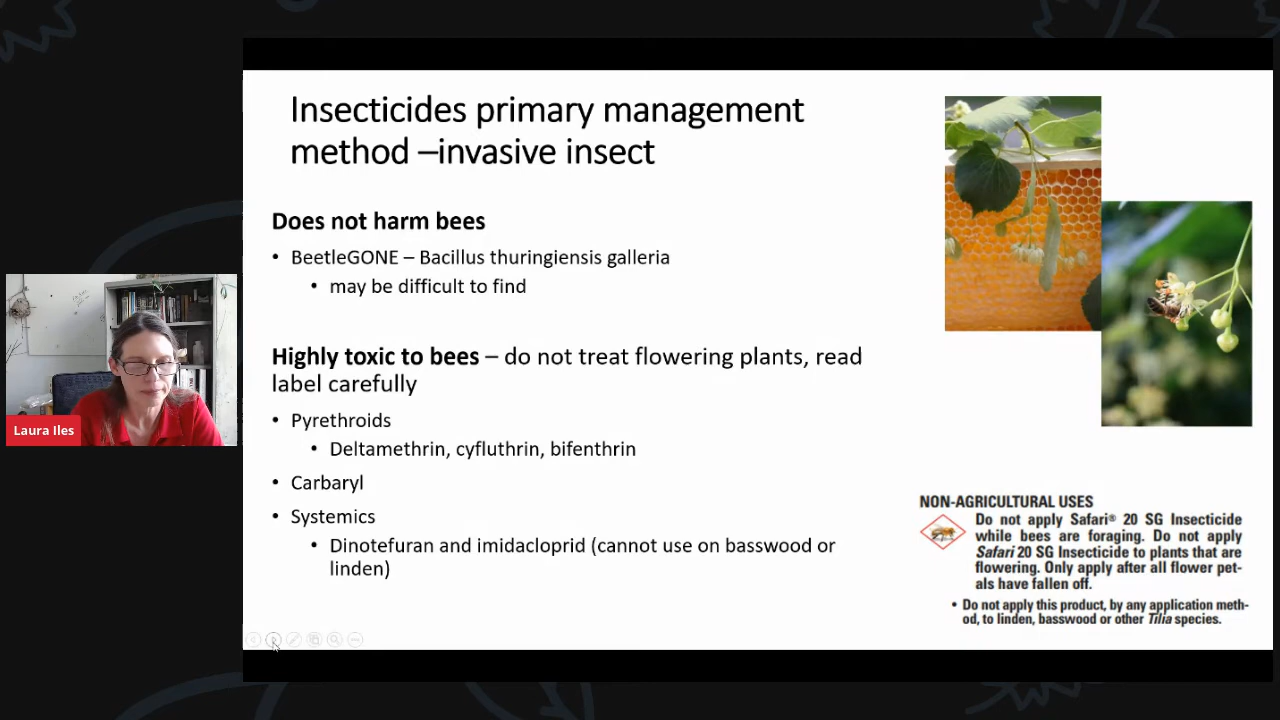 Insecticides primary management
method –invasive insect
Does not harm bees
• BeetleGONE – Bacillus thuringiensis galleria
• may be difficult to find
Highly toxic to bees – do not treat flowering plants, read
label carefully
• Pyrethroids
• Deltamethrin, cyfluthrin, bifenthrin
• Carbaryl
• Systemics
• Dinotefuran and imidacloprid (cannot use on basswood or
linden)
NON-AGRICULTURAL USES
Do not apply Safari® 20 SG Insecticide
while bees are foraging. Do not apply
Safari 20 SG Insecticide to plants that are
flowering. Only apply after all flower pet-
als have fallen off.
• Do not apply this product, by any application meth-
od, to linden, basswood or other Tilia species.
Laura Iles